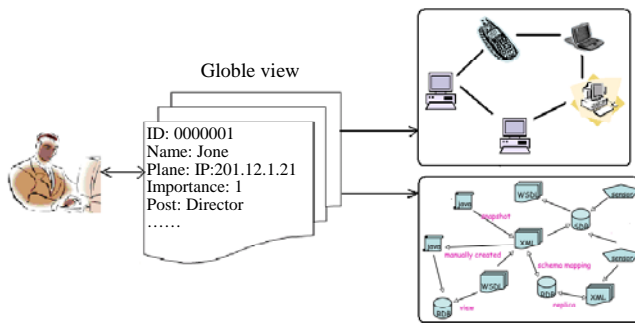 Globle view
ID: 0000001
Name: Jone
Plane: IP:201.12.1.21
Importance: 1
Post: Director
……
WSDL
sensor
java
snapshot
SDB
java
XML
manually created
sensor
schema mapping
WSDL
RDB
view
RDB
replica
XML